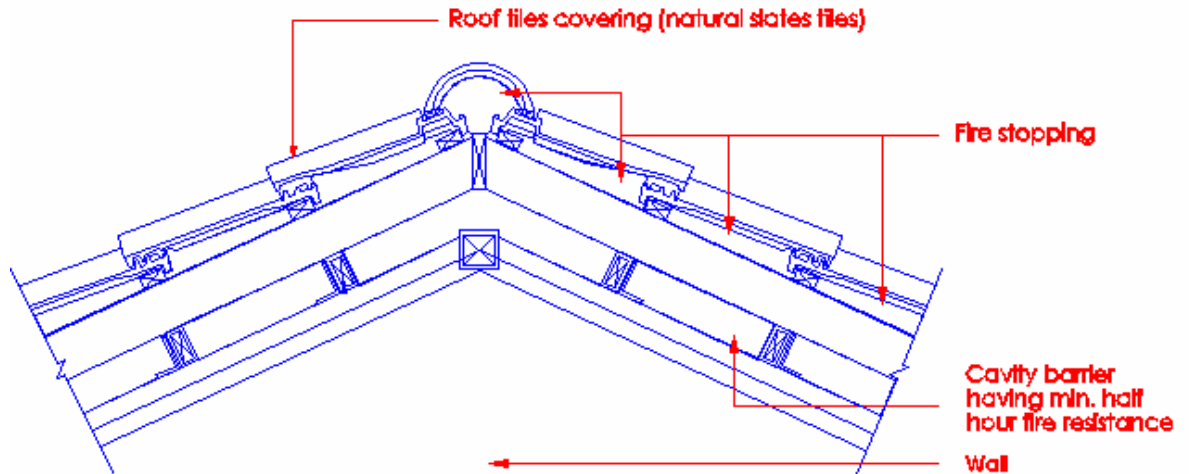 Roof tiles covering (natural slates tiles)
Fire stopping
Cavity barrier
having min. half
hour fire resistance
Wall